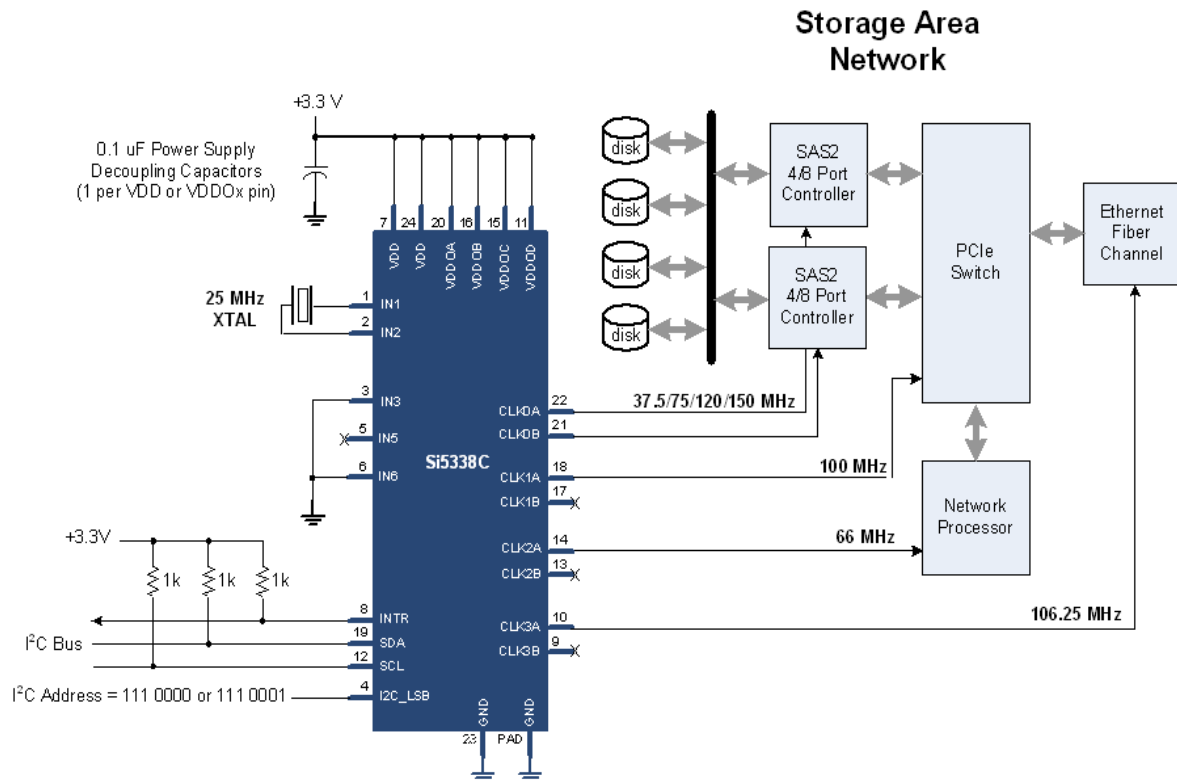 Storage Area
Network
+3.3 V
0.1 uF Power Supply
Decoupling Capacitors
(1 per VDD or VDDOx pin)
7
24
20
16
15
11
VDD
VDD
VDDOA
VDDOB
VDDOC
VDDOD
25 MHz
XTAL
1
IN1
2
IN2
3
IN3
5
IN5
6
IN6
Si5338C
22
CLK0A
21
CLK0B
18
CLK1A
17
CLK1B
14
CLK2A
13
CLK2B
10
CLK3A
9
CLK3B
37.5/75/120/150 MHz
100 MHz
66 MHz
106.25 MHz
disk
disk
disk
disk
SAS2
4/8 Port
Controller
SAS2
4/8 Port
Controller
PCIe
Switch
Ethernet
Fiber
Channel
Network
Processor
+3.3V
1k
1k
1k
8
INTR
I²C Bus
19
SDA
12
SCL
I²C Address = 111 0000 or 111 0001
4
I2C_LSB
GND
GND
23
PAD